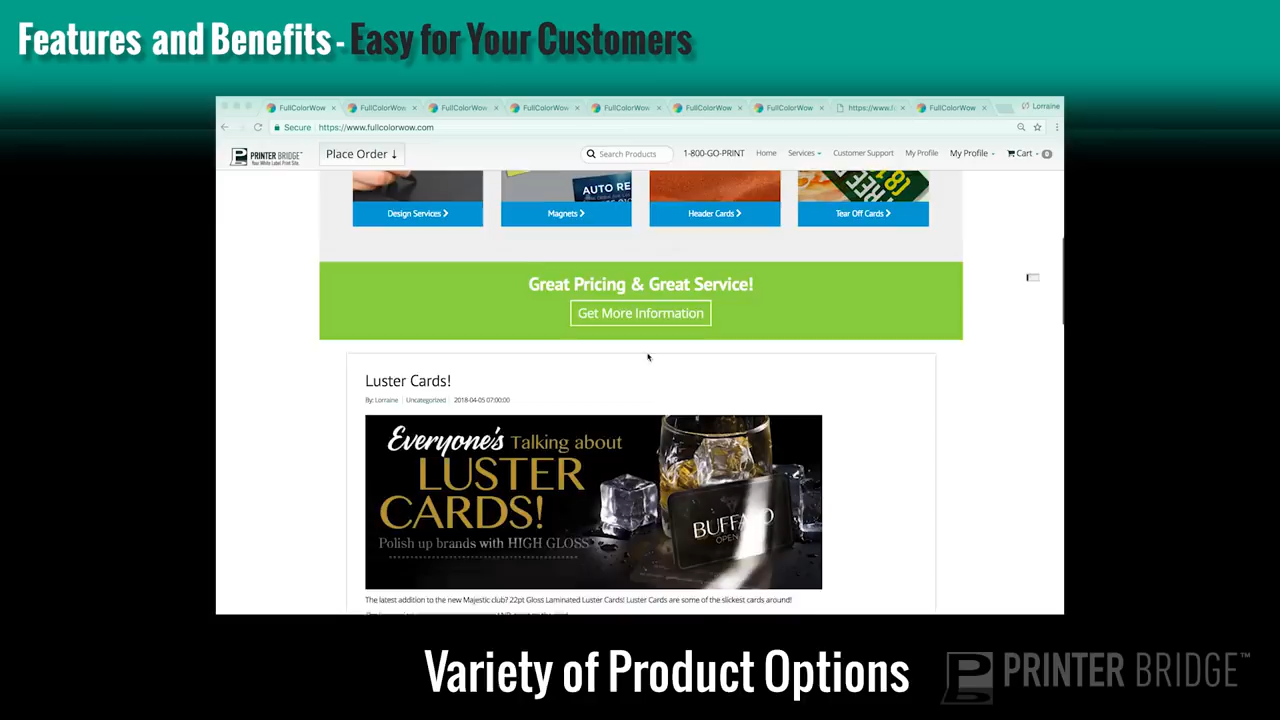 Features and Benefits - Easy for Your Customers
FullColorWow FullColorWow FullColorWow FullColorWow FullColorWow FullColorWow FullColorWow https://www.f FullColorWow Lorraine
Secure https://www.fullcolorwow.com
PRINTER BRIDGE Place Order ↓ Search Products 1-800-GO-PRINT Home Services Customer Support My Profile My Profile Cart 0
AUTO RE
FREE
Design Services Magnets Header Cards Tear Off Cards
Great Pricing & Great Service!
Get More Information
Luster Cards!
By: Lorraine Uncategorized 2018-04-05 07:00:00
Everyone's Talking about
LUSTER
CARDS!
Polish up brands with HIGH GLOSS
BUFFALO
OPEN
The latest addition to the new Majestic club? 22pt Gloss Laminated Luster Cards! Luster Cards are some of the slickest cards around!
Variety of Product Options
PRINTER BRIDGE™